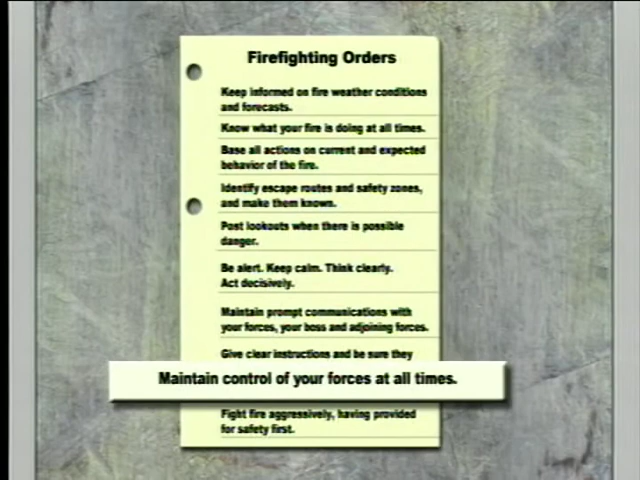 Firefighting Orders
Keep informed on fire weather conditions
and forecasts.
Know what your fire is doing at all times.
Base all actions on current and expected
behavior of the fire.
Identify escape routes and safety zones,
and make them known.
Post lookouts when there is possible
danger.
Be alert. Keep calm. Think clearly.
Act decisively.
Maintain prompt communications with
your forces, your boss and adjoining forces.
Give clear instructions and be sure they
Maintain control of your forces at all times.
Fight fire aggressively, having provided
for safety first.